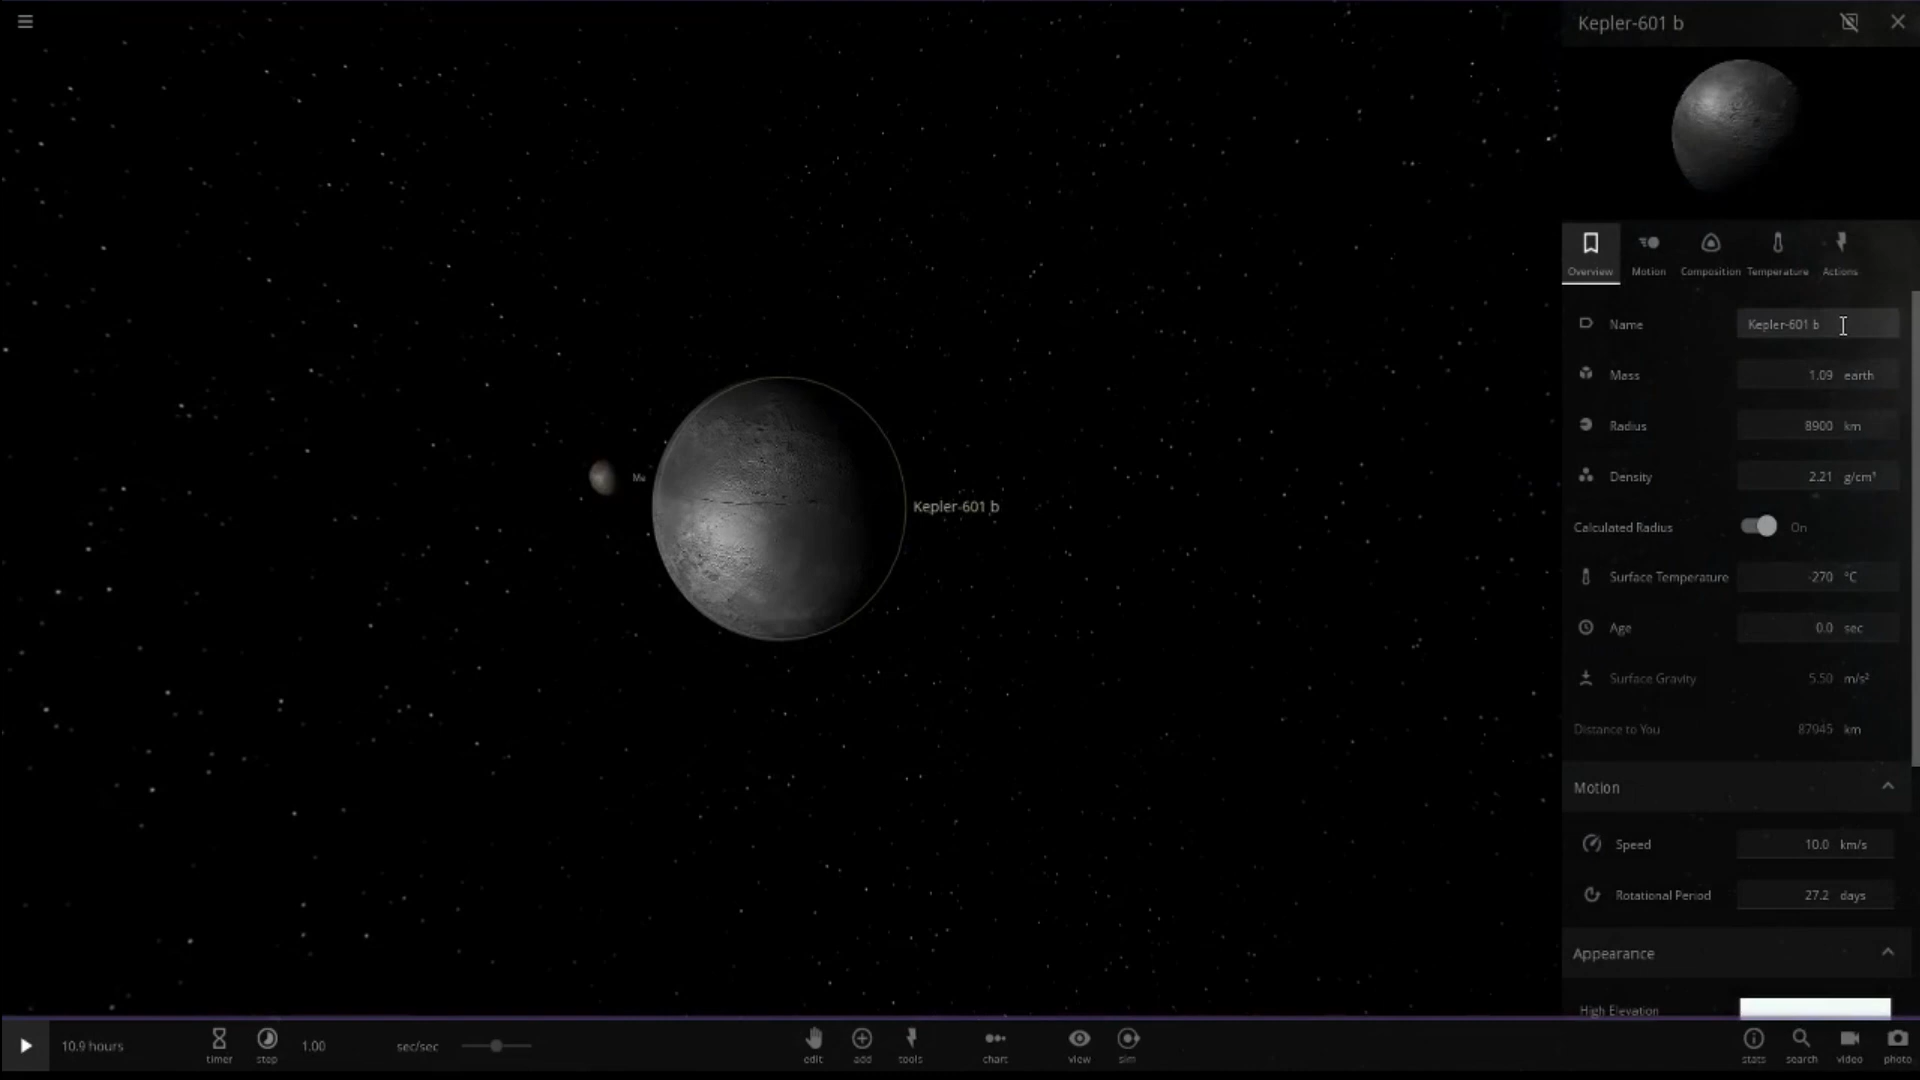 Kepler-601 b
Overview
Motion
Composition
Temperature
Actions
Name
Kepler-601 b
Mass
1.09 earth
Radius
8900 km
Density
2.21 g/cm³
Calculated Radius
On
Surface Temperature
-270 °C
Age
0.0 sec
Surface Gravity
5.50 m/s²
Distance to You
87945 km
Motion
Speed
10.0 km/s
Rotational Period
27.2 days
Appearance
High Elevation
Me
Kepler-601 b
10.9 hours
timer
step
1.00
sec/sec
edit
add
tools
chart
view
sim
stats
search
video
photo